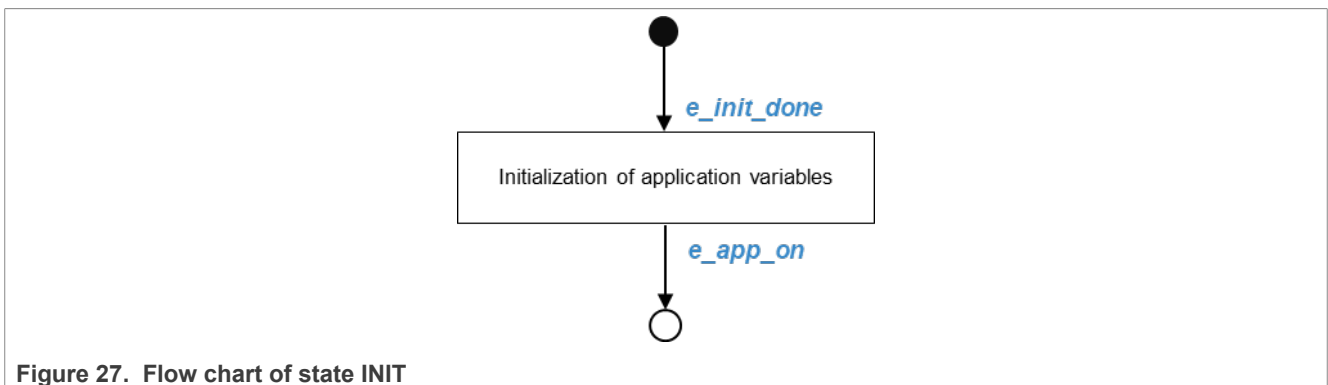 e_init_done
Initialization of application variables
e_app_on
Figure 27. Flow chart of state INIT